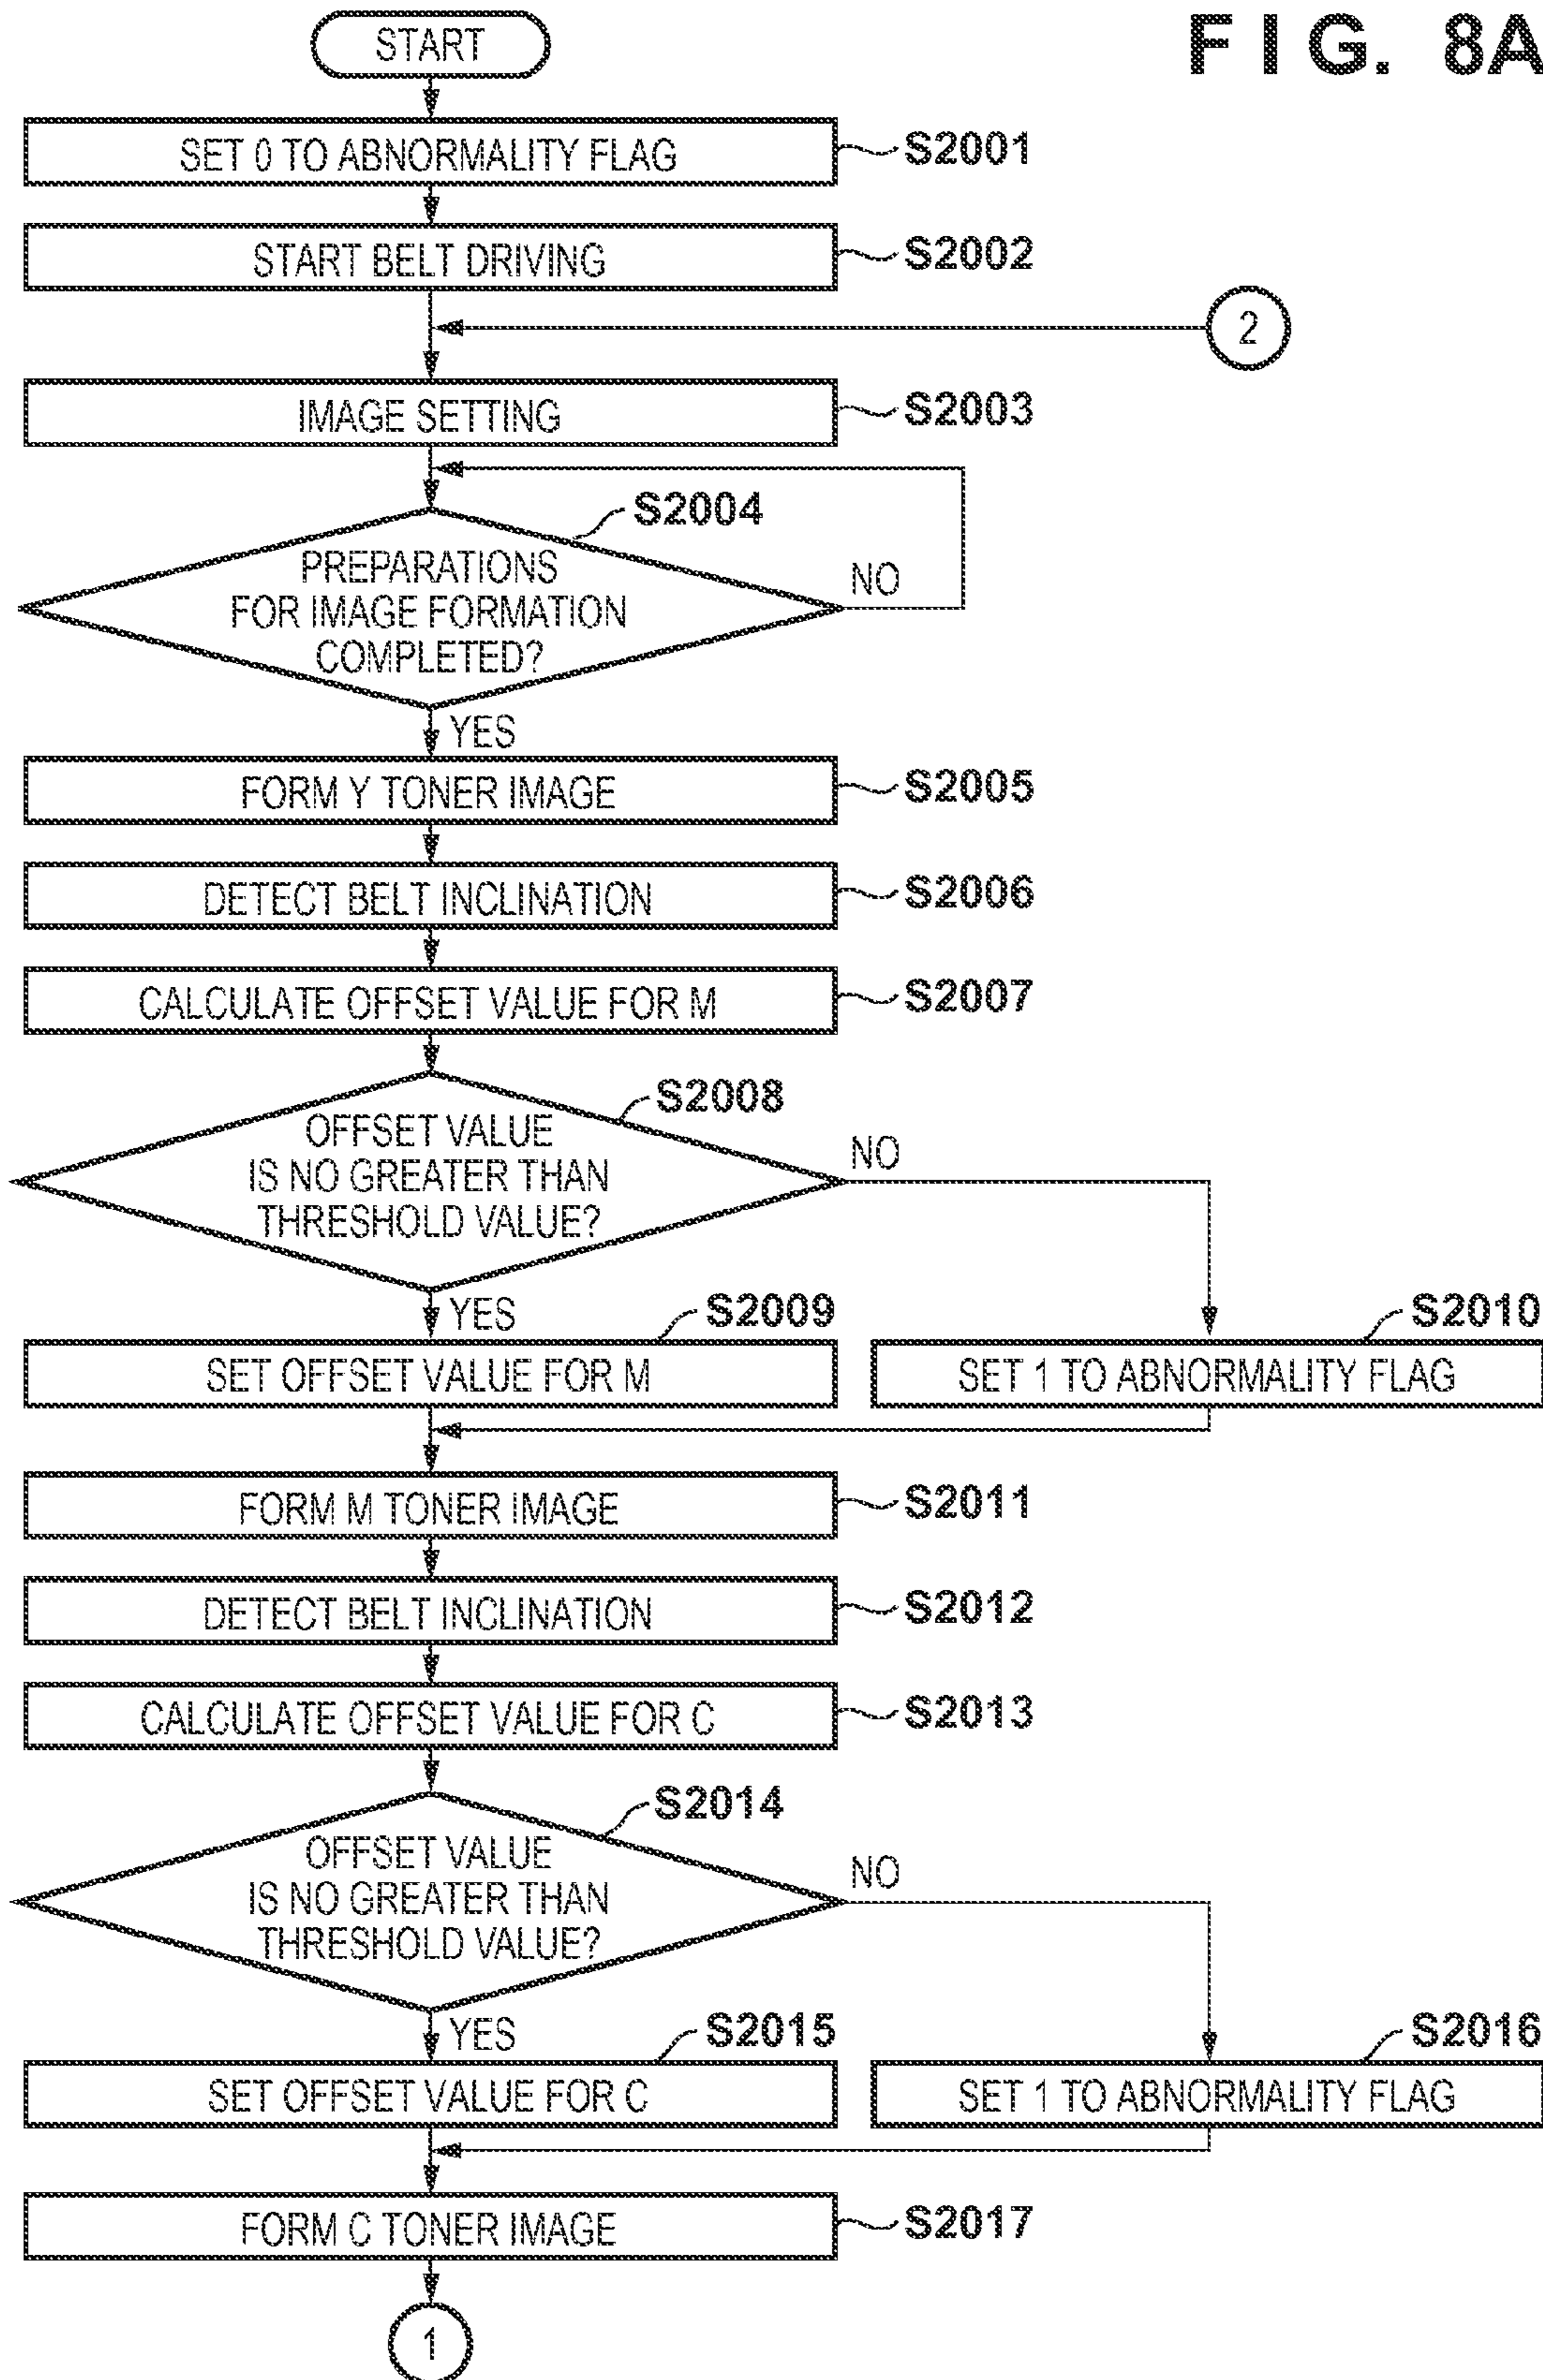 FIG. 8A
START
SET 0 TO ABNORMALITY FLAG
S2001
START BELT DRIVING
S2002
2
IMAGE SETTING
S2003
S2004
PREPARATIONS
FOR IMAGE FORMATION
COMPLETED?
NO
YES
FORM Y TONER IMAGE
S2005
DETECT BELT INCLINATION
S2006
CALCULATE OFFSET VALUE FOR M
S2007
S2008
OFFSET VALUE
IS NO GREATER THAN
THRESHOLD VALUE?
NO
YES
S2009
SET OFFSET VALUE FOR M
S2010
SET 1 TO ABNORMALITY FLAG
FORM M TONER IMAGE
S2011
DETECT BELT INCLINATION
S2012
CALCULATE OFFSET VALUE FOR C
S2013
S2014
OFFSET VALUE
IS NO GREATER THAN
THRESHOLD VALUE?
NO
YES
S2015
SET OFFSET VALUE FOR C
S2016
SET 1 TO ABNORMALITY FLAG
FORM C TONER IMAGE
S2017
1